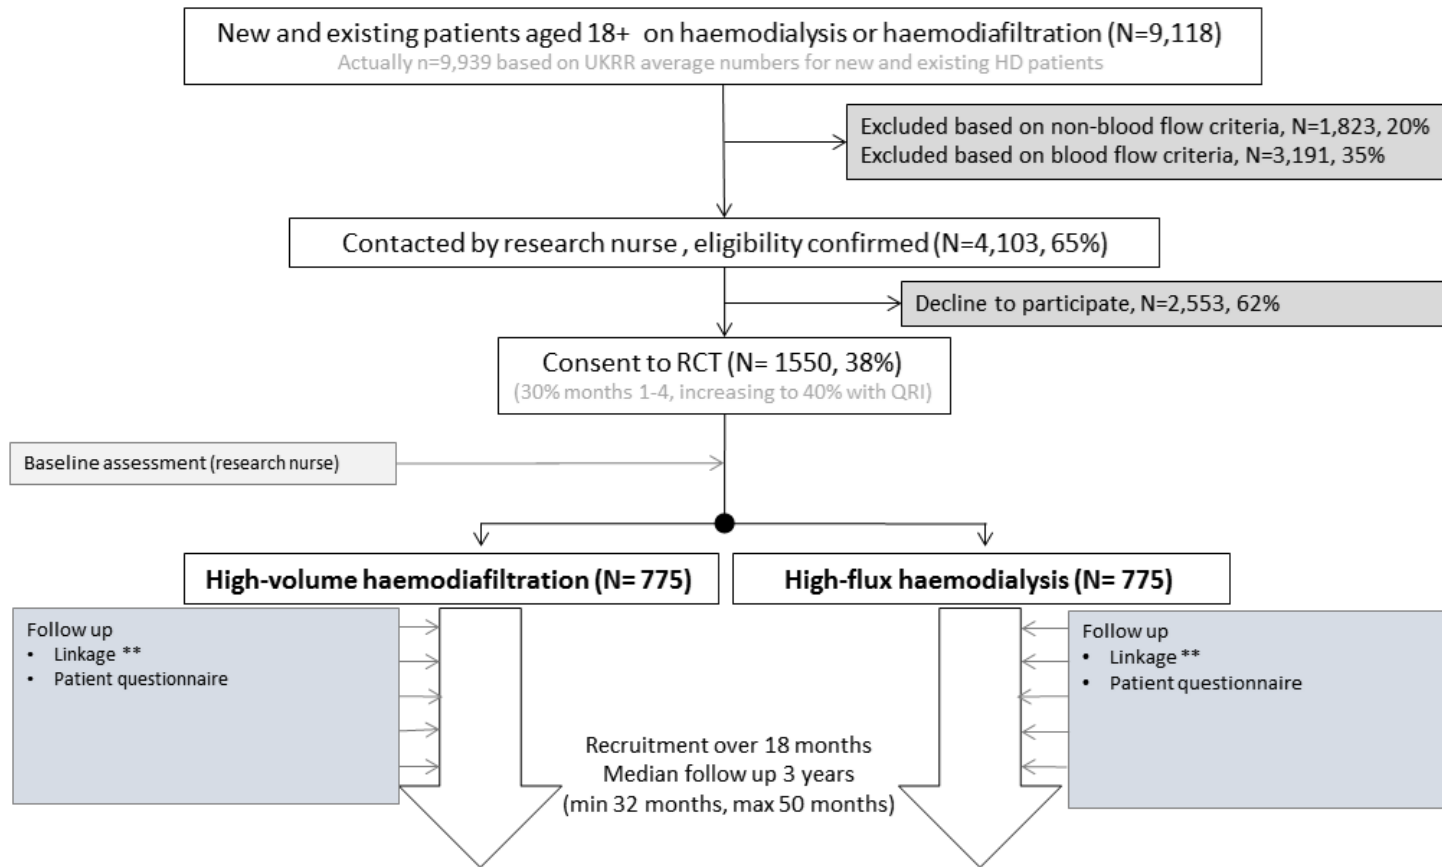 New and existing patients aged 18+ on haemodialysis or haemodiafiltration (N=9,118)
Actually n=9,939 based on UKRR average numbers for new and existing HD patients
Excluded based on non-blood flow criteria, N=1,823, 20%
Excluded based on blood flow criteria, N=3,191, 35%
Contacted by research nurse , eligibility confirmed (N=4,103, 65%)
Decline to participate, N=2,553, 62%
Consent to RCT (N= 1550, 38%)
(30% months 1-4, increasing to 40% with QRI)
Baseline assessment (research nurse)
High-volume haemodiafiltration (N= 775)
High-flux haemodialysis (N= 775)
Follow up
• Linkage **
• Patient questionnaire
Follow up
• Linkage **
• Patient questionnaire
Recruitment over 18 months
Median follow up 3 years
(min 32 months, max 50 months)